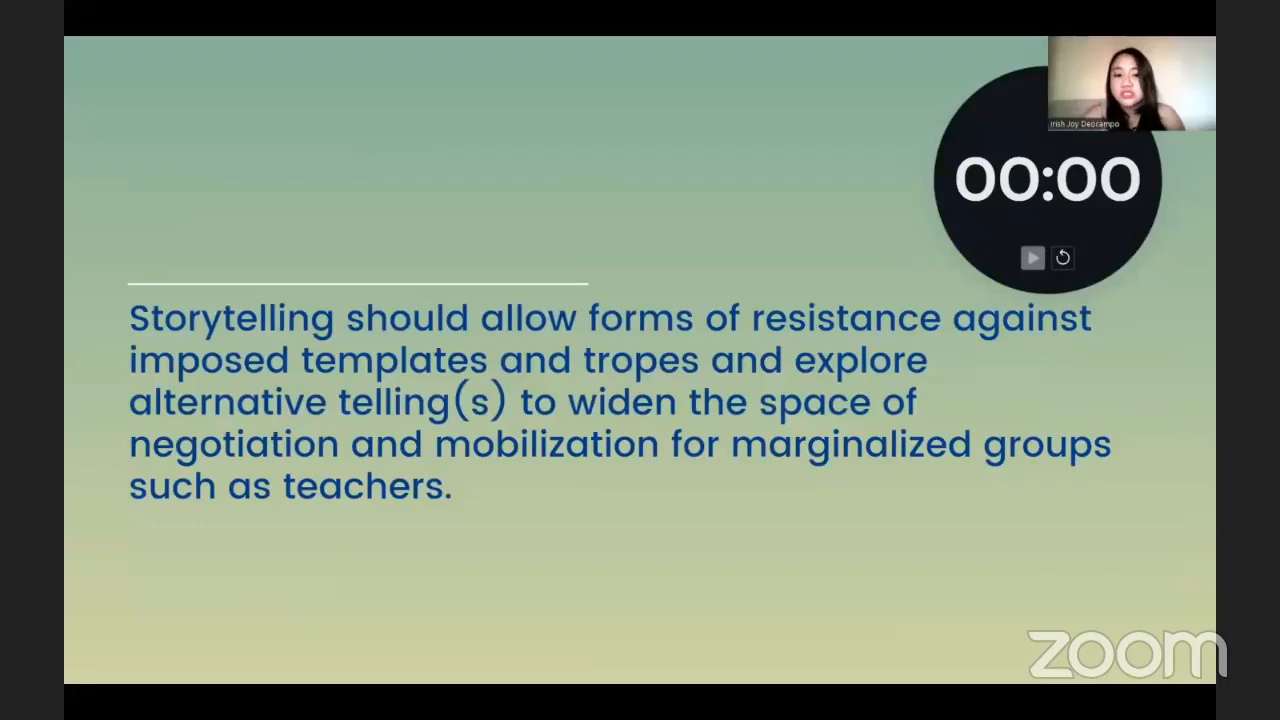 Irish Joy Deocampo
00:00
Storytelling should allow forms of resistance against
imposed templates and tropes and explore
alternative telling(s) to widen the space of
negotiation and mobilization for marginalized groups
such as teachers.
zoom